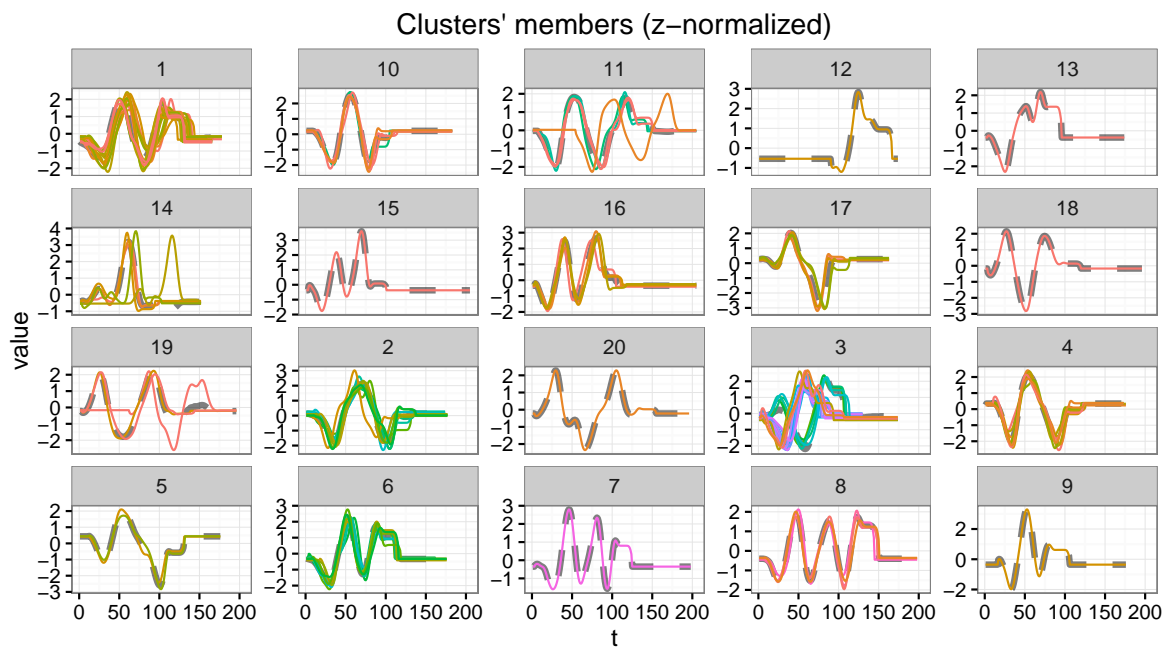 Clusters' members (z−normalized)
1 10 11 12 13
2 1 0 −1 −2
2 1 0 −1 −2
2 1 0 −1 −2
3 2 1 0 −1
2 1 0 −1 −2
14 15 16 17 18
4 3 2 1 0 −1
3 2 1 0 −1 −2
3 2 1 0 −1 −2
2 1 0 −1 −2 −3
2 1 0 −1 −2 −3
value
19 2 20 3 4
2 1 0 −1 −2
3 2 1 0 −1 −2
2 1 0 −1 −2
2 1 0 −1 −2
2 1 0 −1 −2
5 6 7 8 9
2 1 0 −1 −2 −3
3 2 1 0 −1 −2
3 2 1 0 −1
2 1 0 −1 −2
2 0 −2
0 50 100 150 200 0 50 100 150 200 0 50 100 150 200 0 50 100 150 200 0 50 100 150 200
t